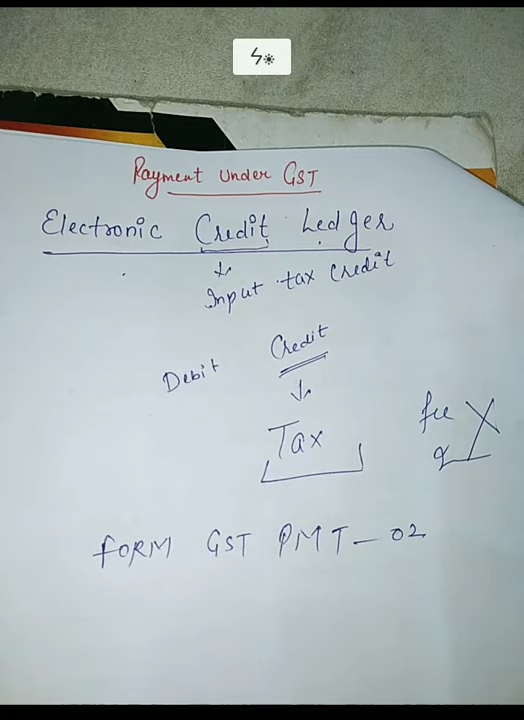 Payment Under GST
Electronic Credit Ledger
Input tax Credit
Debit Credit
Tax
fee
FORM GST PMT-02